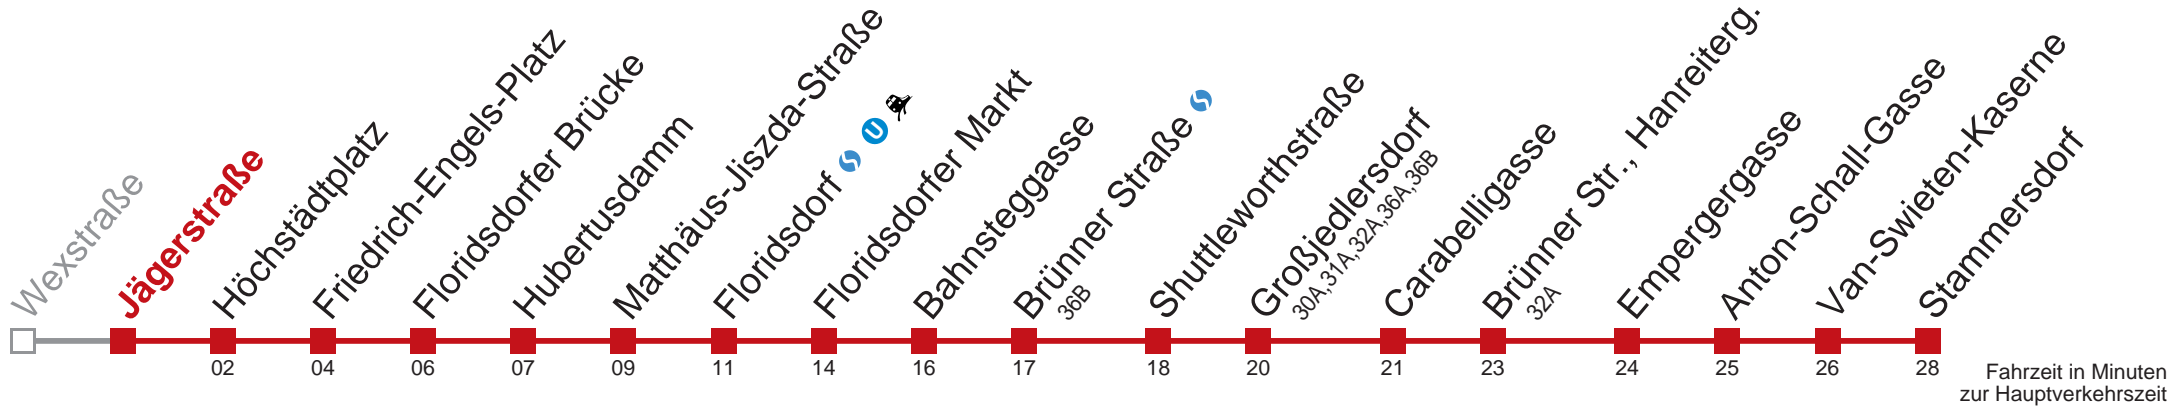 Wexstraße
Jägerstraße
Höchstädtplatz
Friedrich-Engels-Platz
Floridsdorfer Brücke
Hubertusdamm
Matthäus-Jiszda-Straße
Floridsdorf S U
Floridsdorfer Markt
Bahnsteggasse
Brünner Straße S
36B
Shuttleworthstraße
Großjedlersdorf
30A,31A,32A,36A,36B
Carabelligasse
Brünner Str., Hanreiterg.
32A
Empergergasse
Anton-Schall-Gasse
Van-Swieten-Kaserne
Stammersdorf
02 04 06 07 09 11 14 16 17 18 20 21 23 24 25 26 28
Fahrzeit in Minuten
zur Hauptverkehrszeit